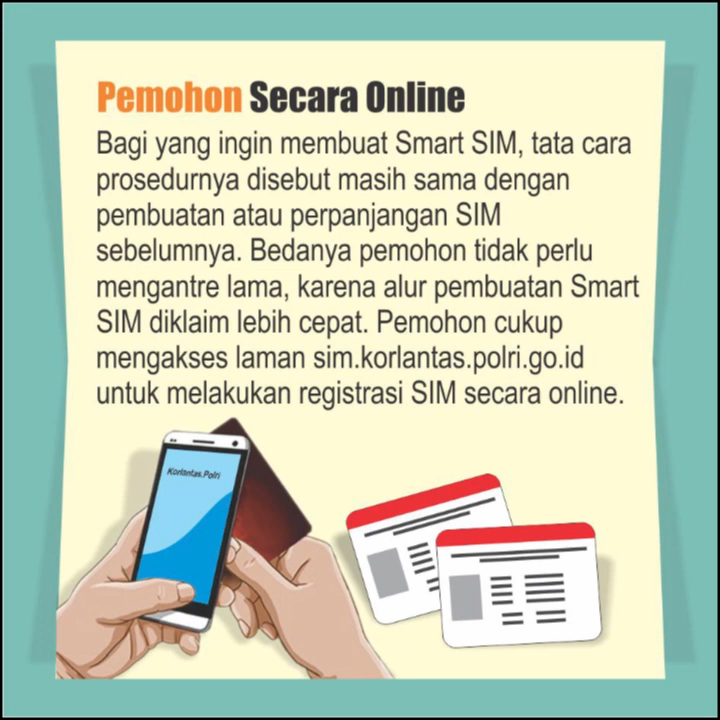 Pemohon Secara Online
Bagi yang ingin membuat Smart SIM, tata cara
prosedurnya disebut masih sama dengan
pembuatan atau perpanjangan SIM
sebelumnya. Bedanya pemohon tidak perlu
mengantre lama, karena alur pembuatan Smart
SIM diklaim lebih cepat. Pemohon cukup
mengakses laman sim.korlantas.polri.go.id
untuk melakukan registrasi SIM secara online.
Korlantas.Polri